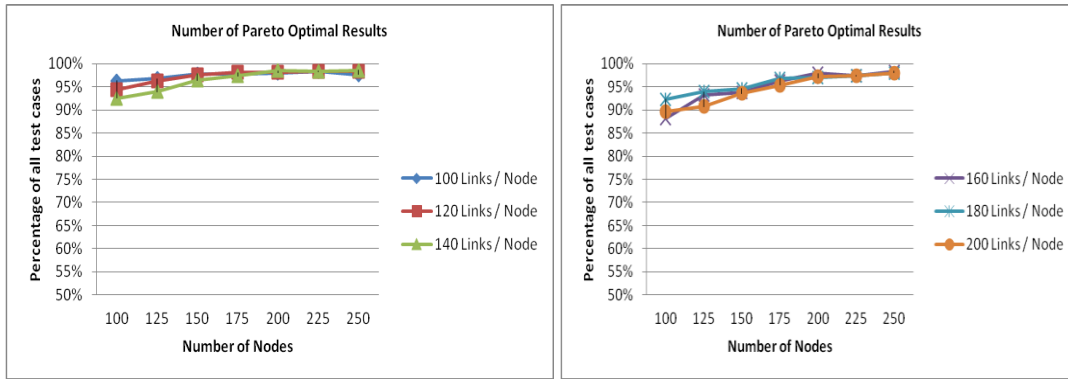 Number of Pareto Optimal Results
Percentage of all test cases
100%
95%
90%
85%
80%
75%
70%
65%
60%
55%
50%
100 125 150 175 200 225 250
Number of Nodes
100 Links / Node
120 Links / Node
140 Links / Node
Number of Pareto Optimal Results
Percentage of all test cases
100%
95%
90%
85%
80%
75%
70%
65%
60%
55%
50%
100 125 150 175 200 225 250
Number of Nodes
160 Links / Node
180 Links / Node
200 Links / Node